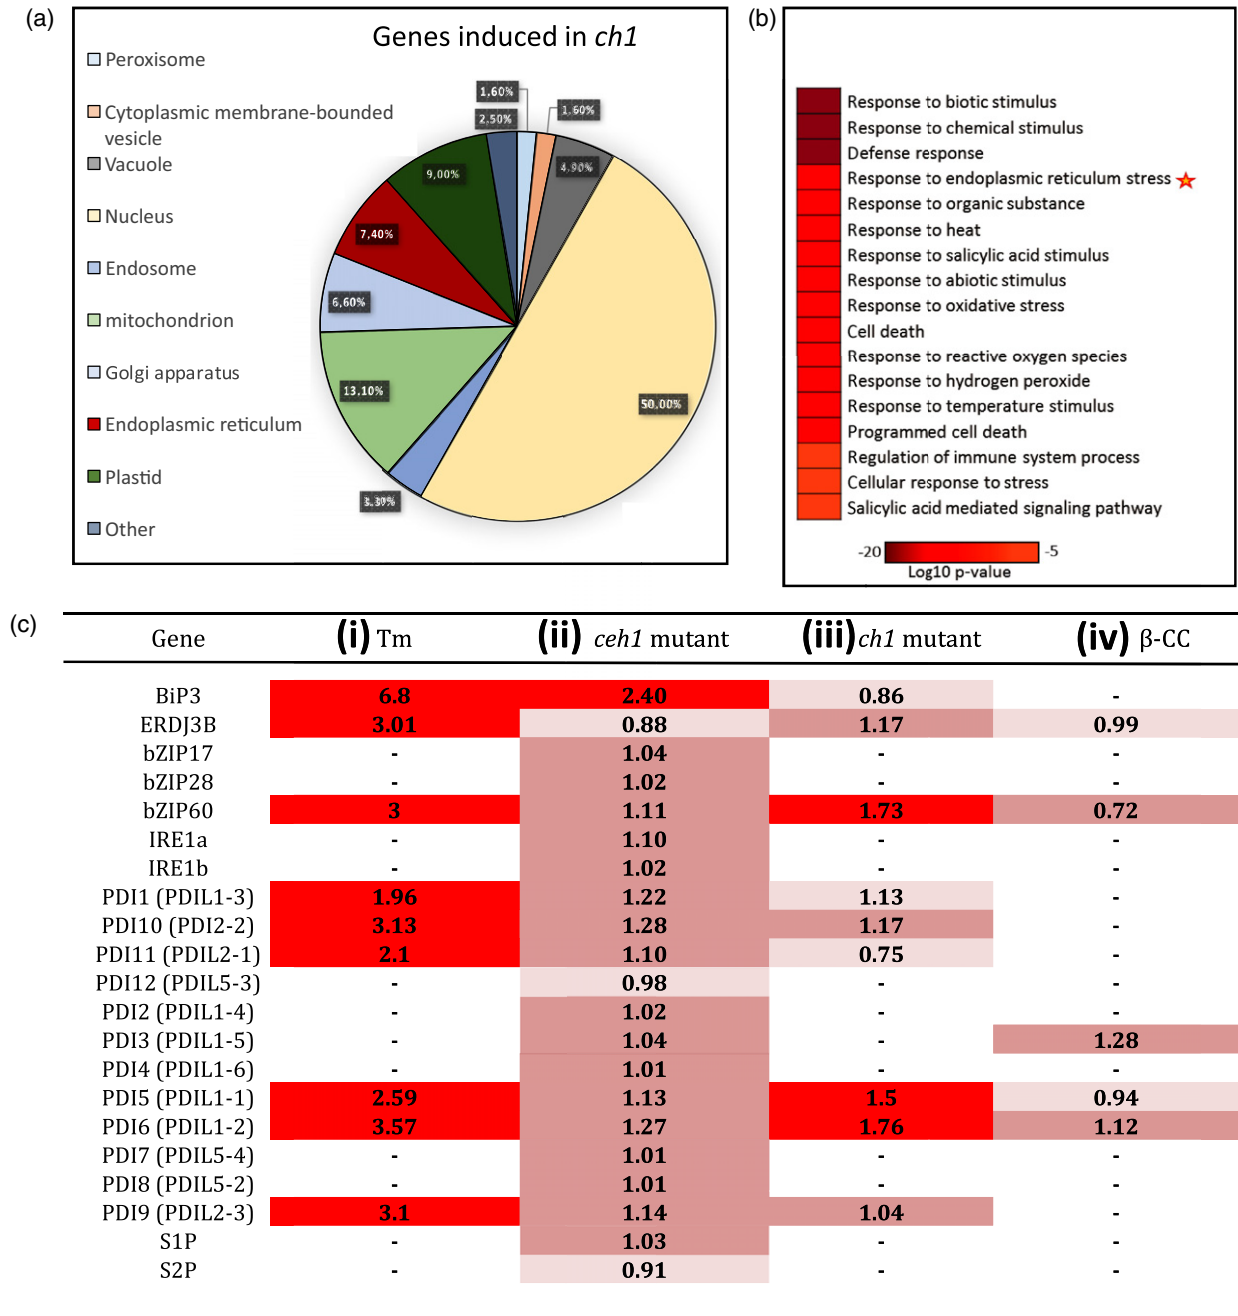 (a)
Genes induced in ch1
Peroxisome
Cytoplasmic membrane-bounded
vesicle
Vacuole
Nucleus
Endosome
mitochondrion
Golgi apparatus
Endoplasmic reticulum
Plastid
Other
1,60%
1,60%
2.50%
4,90%
9,00%
7,40%
6,60%
13,10%
50,00%
3,30%
(b)
Response to biotic stimulus
Response to chemical stimulus
Defense response
Response to endoplasmic reticulum stress
Response to organic substance
Response to heat
Response to salicylic acid stimulus
Response to abiotic stimulus
Response to oxidative stress
Cell death
Response to reactive oxygen species
Response to hydrogen peroxide
Response to temperature stimulus
Programmed cell death
Regulation of immune system process
Cellular response to stress
Salicylic acid mediated signaling pathway
-20 -5
Log10 p-value
(c)
Gene (i) Tm (ii) ceh1 mutant (iii) ch1 mutant (iv) β-CC
BiP3 6.8 2.40 0.86 -
ERDJ3B 3.01 0.88 1.17 0.99
bZIP17 - 1.04 - -
bZIP28 - 1.02 - -
bZIP60 3 1.11 1.73 0.72
IRE1a - 1.10 - -
IRE1b - 1.02 - -
PDI1 (PDIL1-3) 1.96 1.22 1.13 -
PDI10 (PDI2-2) 3.13 1.28 1.17 -
PDI11 (PDIL2-1) 2.1 1.10 0.75 -
PDI12 (PDIL5-3) - 0.98 - -
PDI2 (PDIL1-4) - 1.02 - -
PDI3 (PDIL1-5) - 1.04 - 1.28
PDI4 (PDIL1-6) - 1.01 - -
PDI5 (PDIL1-1) 2.59 1.13 1.5 0.94
PDI6 (PDIL1-2) 3.57 1.27 1.76 1.12
PDI7 (PDIL5-4) - 1.01 - -
PDI8 (PDIL5-2) - 1.01 - -
PDI9 (PDIL2-3) 3.1 1.14 1.04 -
S1P - 1.03 - -
S2P - 0.91 - -